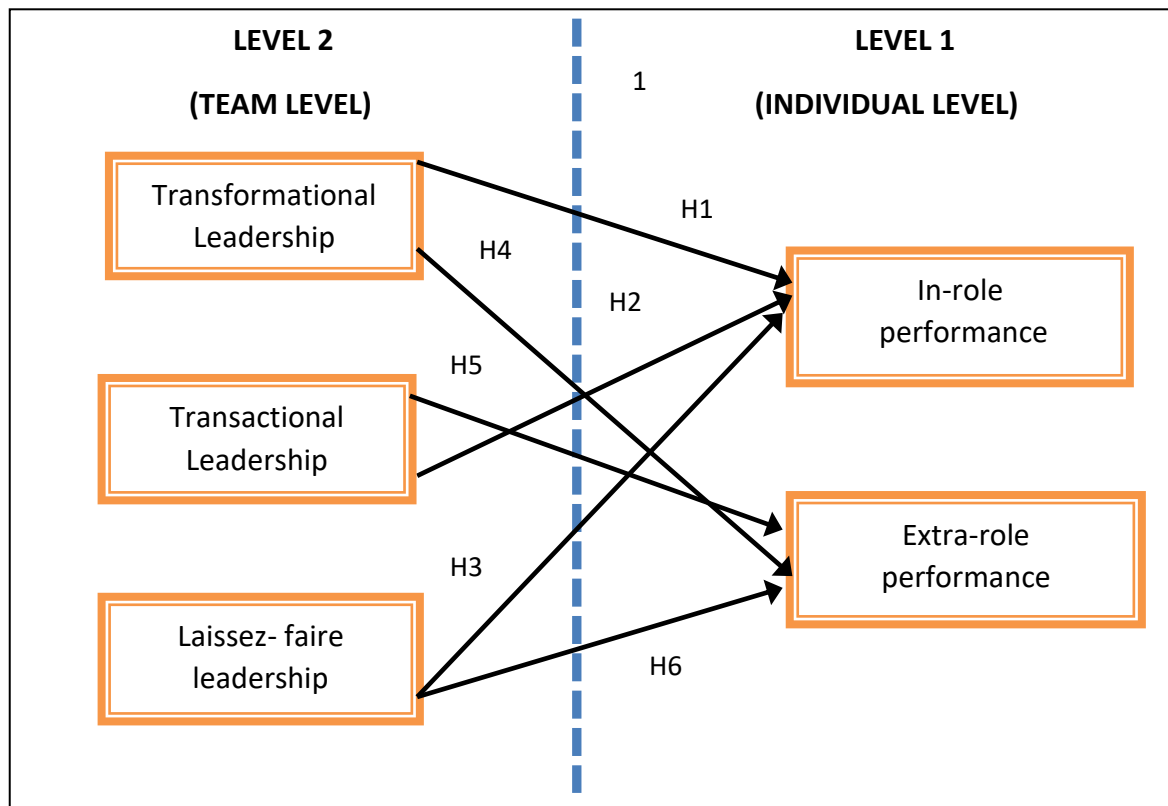 LEVEL 2
(TEAM LEVEL)
1
LEVEL 1
(INDIVIDUAL LEVEL)
Transformational
Leadership
H1
H4
H2
In-role
performance
H5
Transactional
Leadership
H3
Extra-role
performance
Laissez- faire
leadership
H6